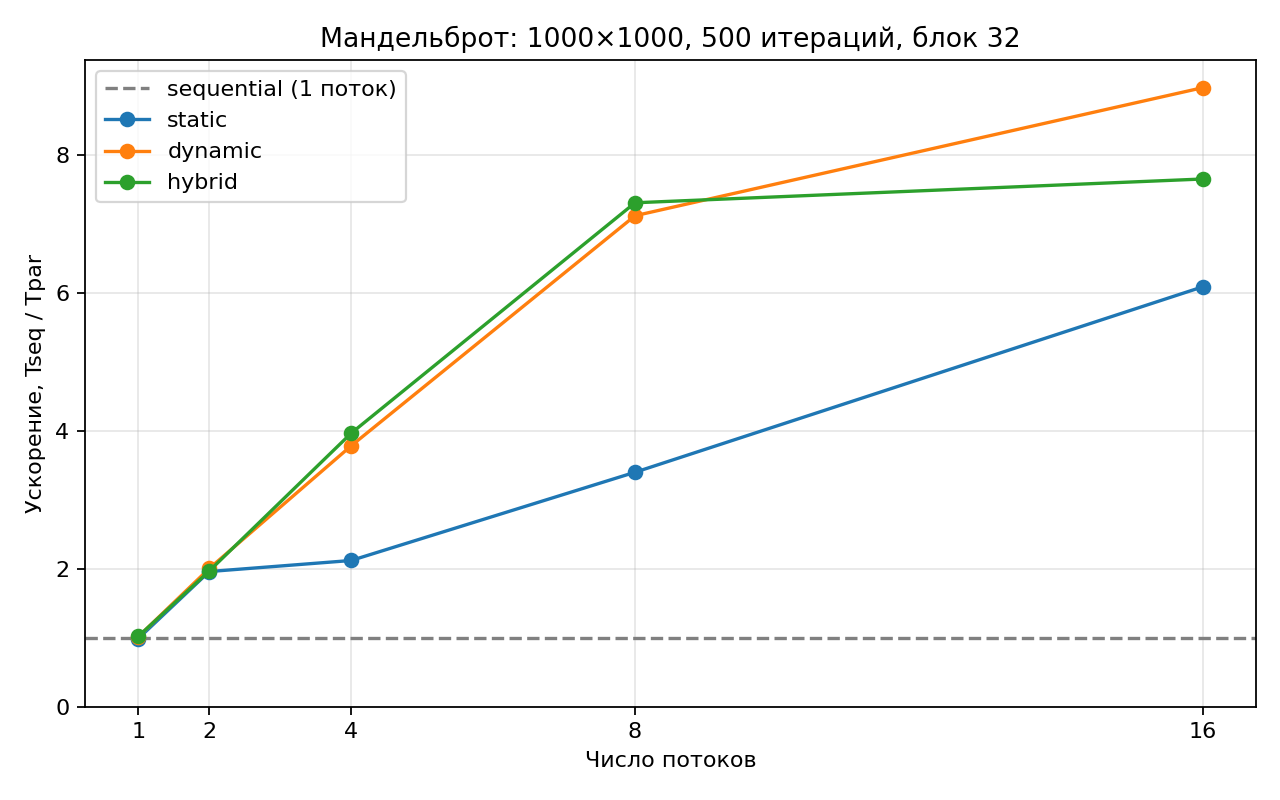 Мандельброт: 1000×1000, 500 итераций, блок 32
sequential (1 поток)
static
dynamic
hybrid
Ускорение, Tseq / Tpar
8
6
4
2
0
1 2 4 8 16
Число потоков